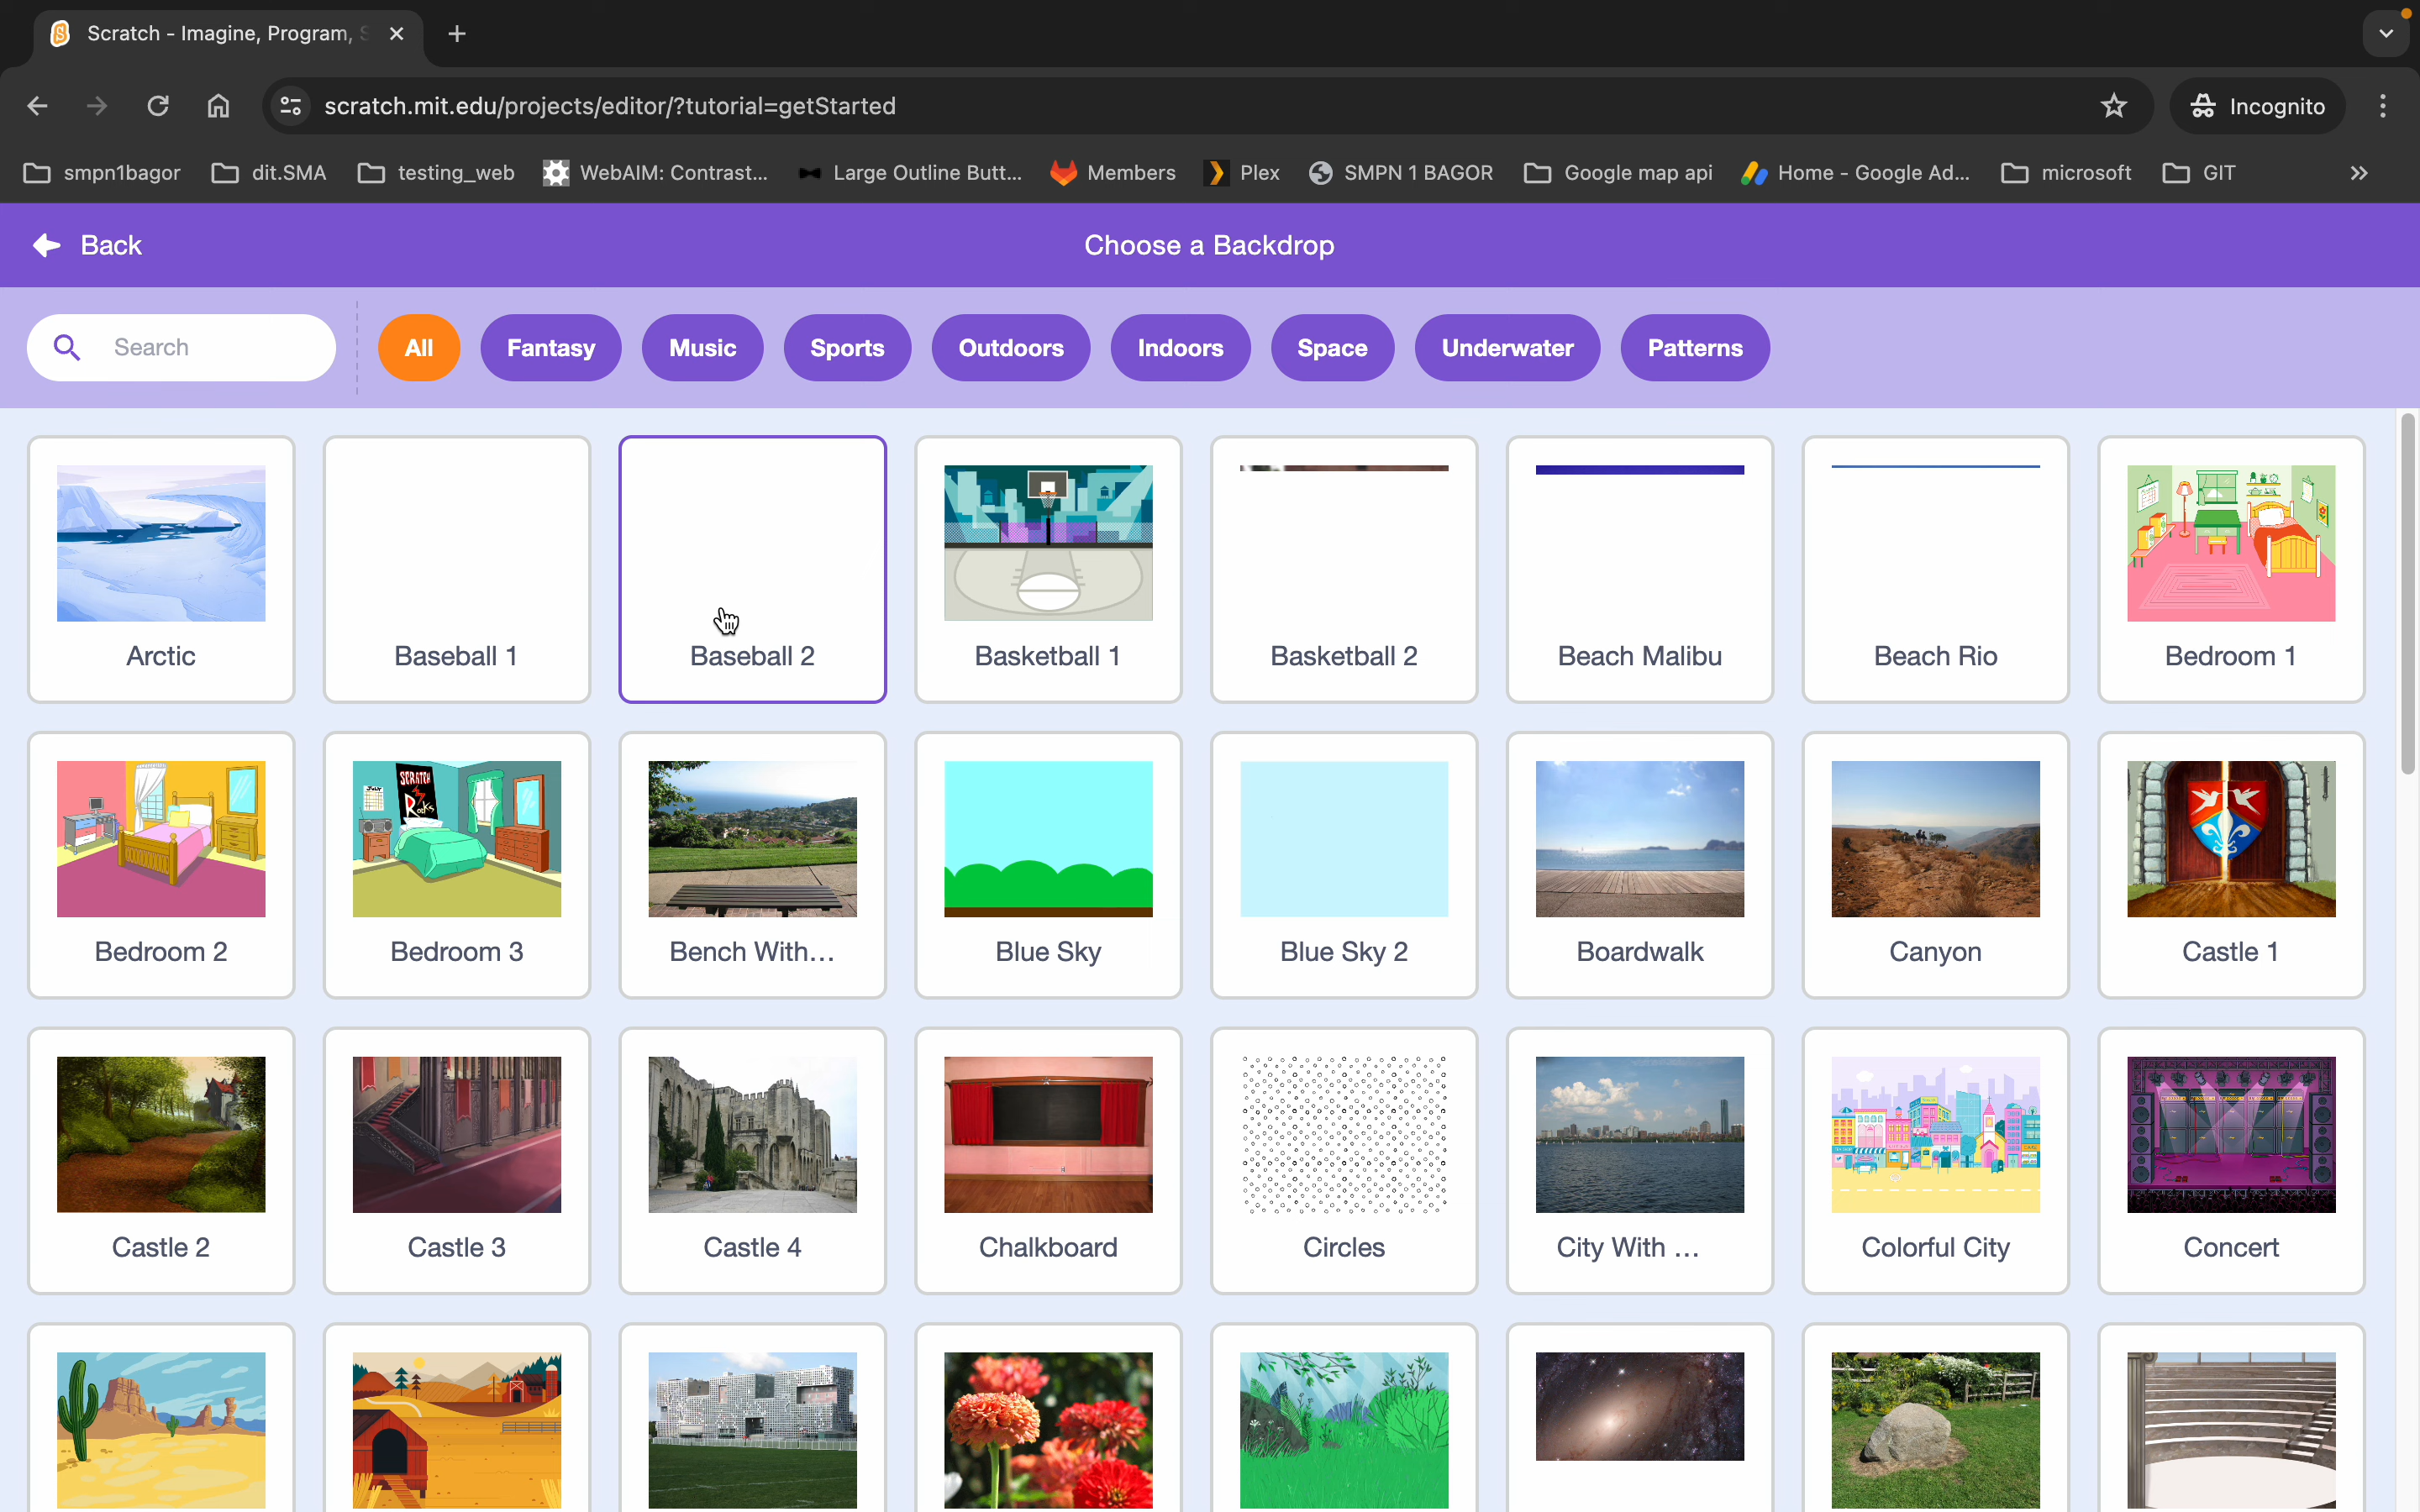 Scratch - Imagine, Program, S
scratch.mit.edu/projects/editor/?tutorial=getStarted
Incognito
smpn1bagor
dit.SMA
testing_web
WebAIM: Contrast...
Large Outline Butt...
Members
Plex
SMPN 1 BAGOR
Google map api
Home - Google Ad...
microsoft
GIT
Back
Choose a Backdrop
Search
All
Fantasy
Music
Sports
Outdoors
Indoors
Space
Underwater
Patterns
Arctic
Baseball 1
Baseball 2
Basketball 1
Basketball 2
Beach Malibu
Beach Rio
Bedroom 1
SCRATCH
Rocks
JULY
Bedroom 2
Bedroom 3
Bench With...
Blue Sky
Blue Sky 2
Boardwalk
Canyon
Castle 1
Castle 2
Castle 3
Castle 4
Chalkboard
Circles
City With ...
Colorful City
Concert